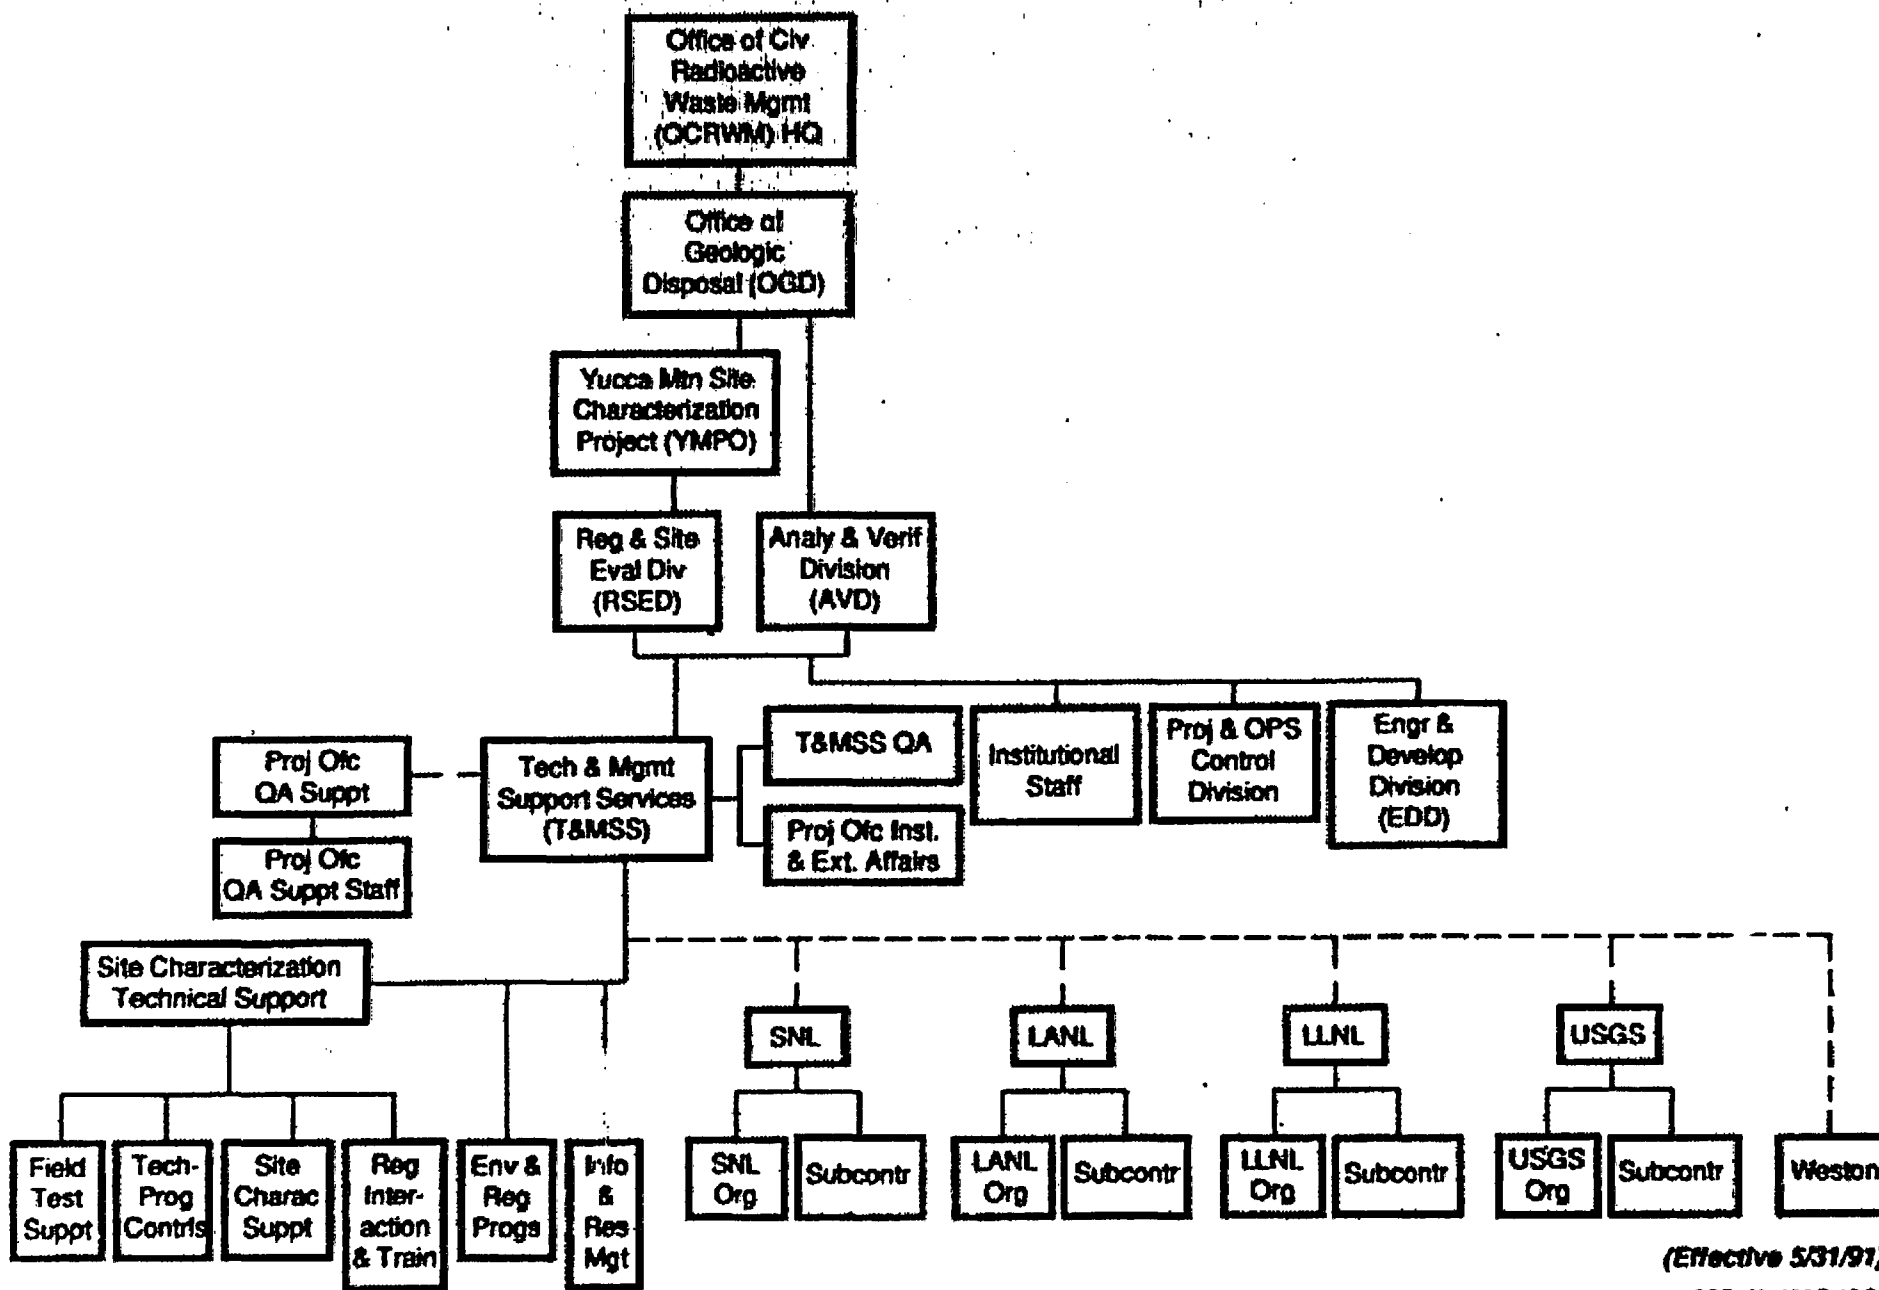 Office of Civ
Radioactive
Waste Mgmt
(OCRWM) HQ
Office of
Geologic
Disposal (OGD)
Yucca Mtn Site
Characterization
Project (YMPO)
Reg & Site
Eval Div
(RSED)
Analy & Verif
Division
(AVD)
Proj Ofc
QA Suppt
Proj Ofc
QA Suppt Staff
Tech & Mgmt
Support Services
(T&MSS)
T&MSS QA
Proj Ofc Inst.
& Ext. Affairs
Institutional
Staff
Proj & OPS
Control
Division
Engr &
Develop
Division
(EDD)
Site Characterization
Technical Support
SNL
LANL
LLNL
USGS
Field
Test
Suppt
Tech-
Prog
Contrls
Site
Charac
Suppt
Reg
Inter-
action
& Train
Env &
Reg
Progs
Info
&
Res
Mgt
SNL
Org
Subcontr
LANL
Org
Subcontr
LLNL
Org
Subcontr
USGS
Org
Subcontr
Weston
(Effective 5/31/91)